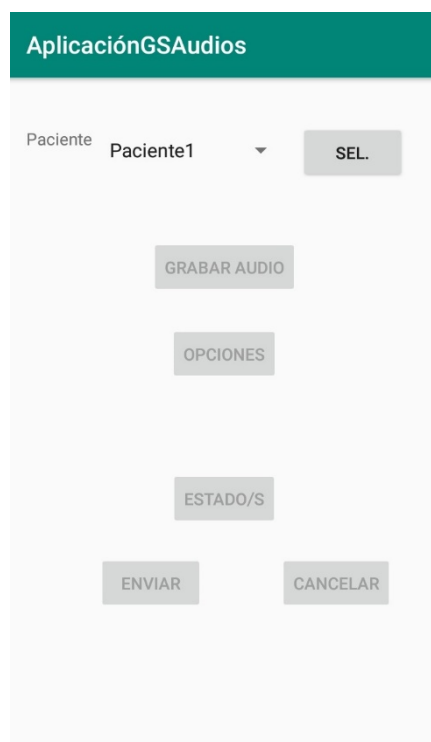 AplicaciónGSAudios
Paciente Paciente1 SEL.
GRABAR AUDIO
OPCIONES
ESTADO/S
ENVIAR CANCELAR